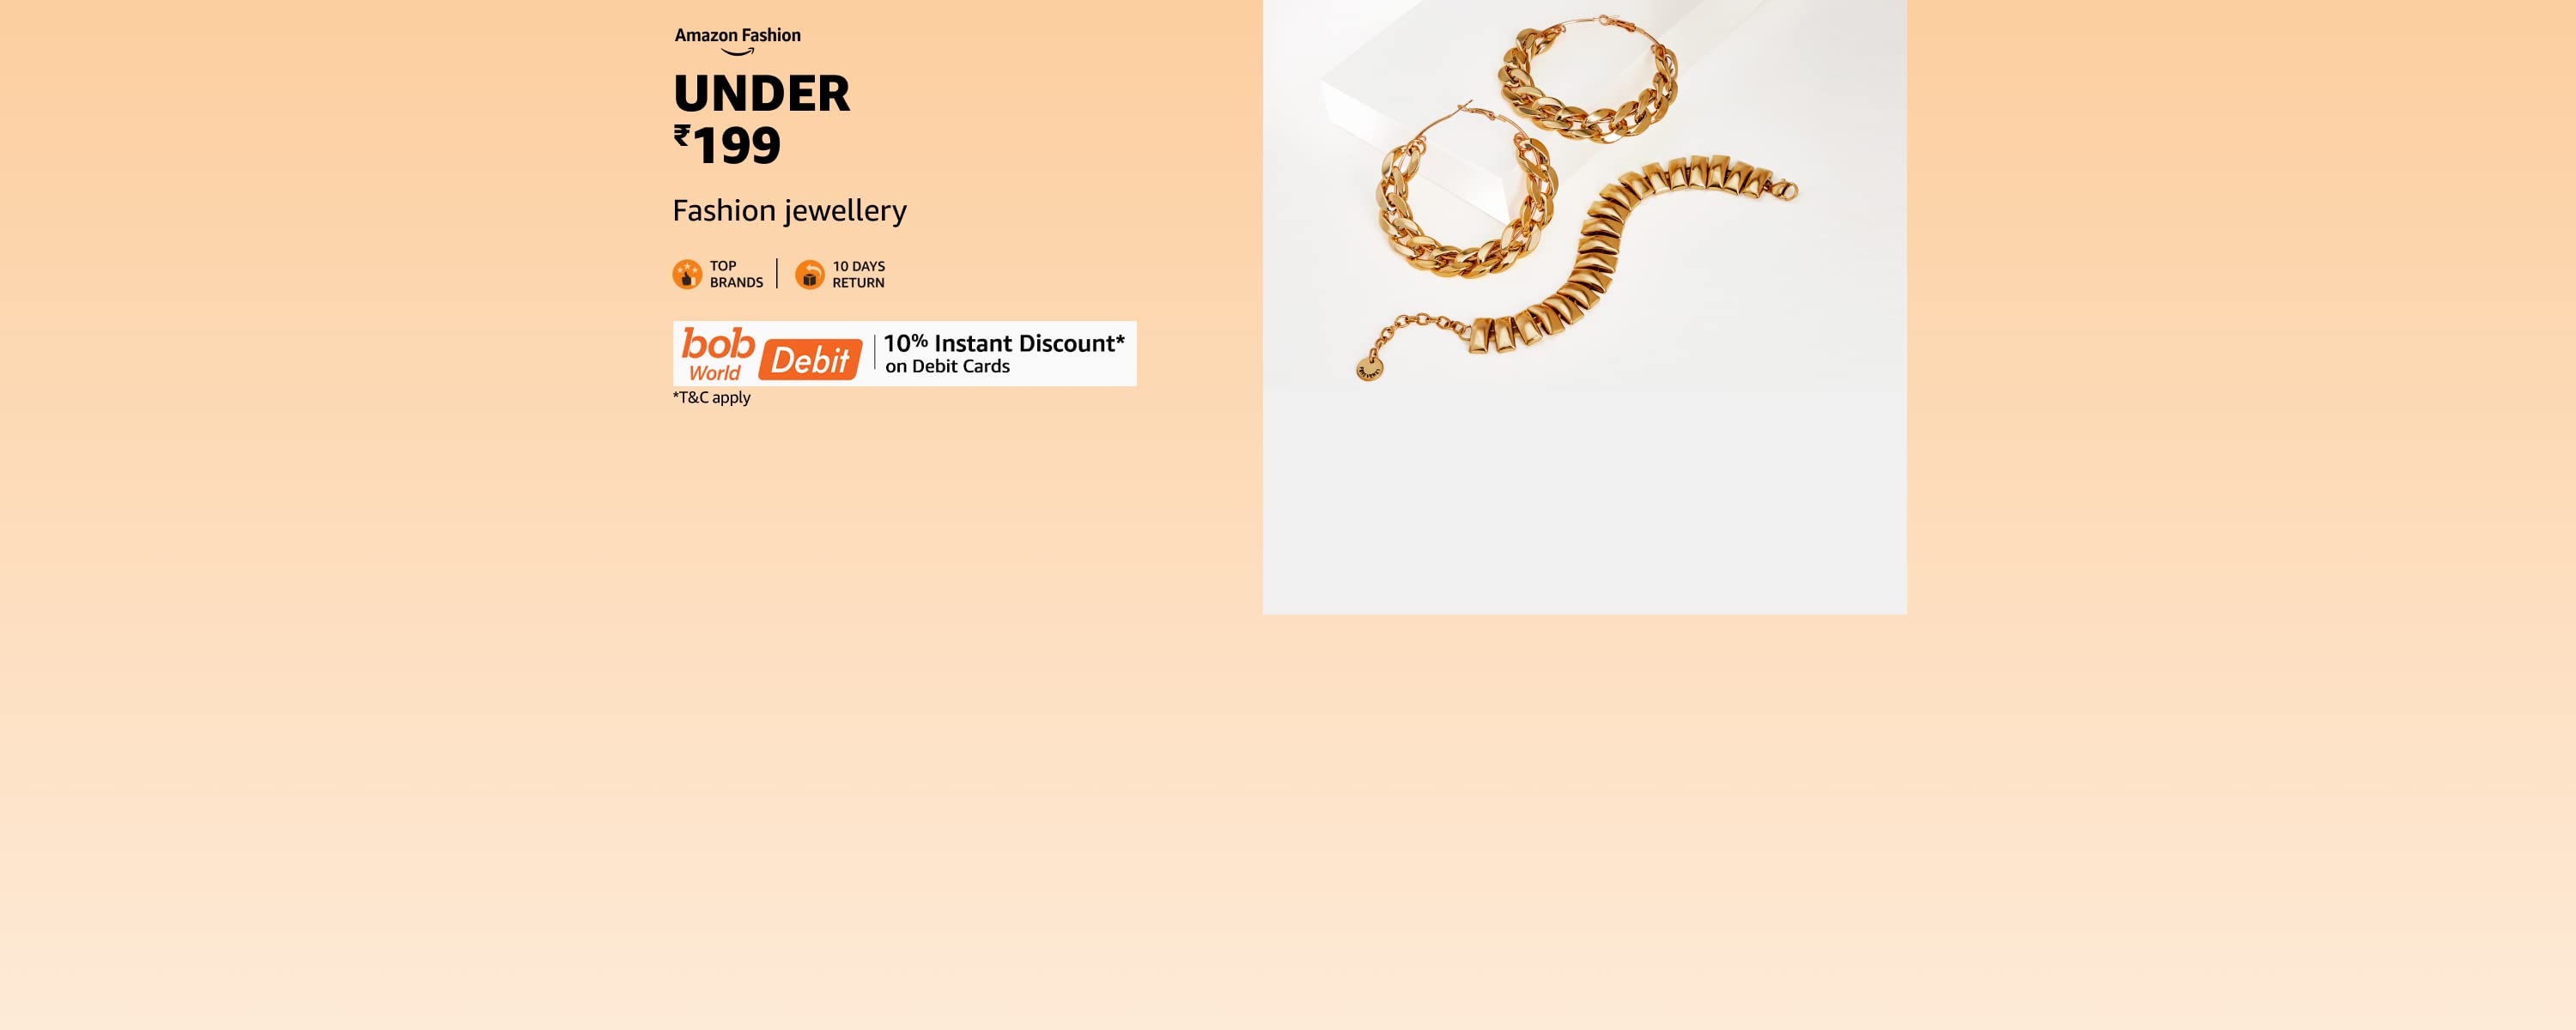 Amazon Fashion
UNDER
₹199
Fashion jewellery
TOP
BRANDS
10 DAYS
RETURN
bob
World
Debit
10% Instant Discount*
on Debit Cards
*T&C apply